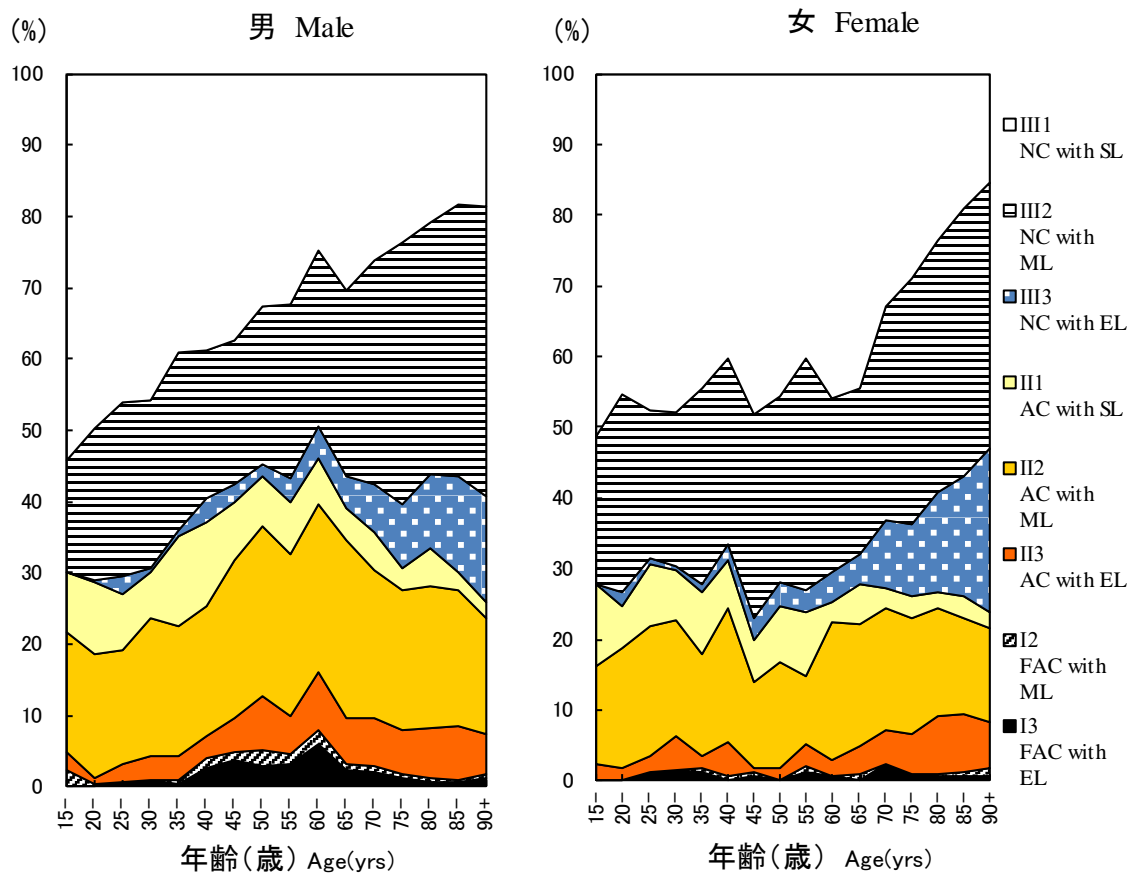 男 Male
(%)
100
90
80
70
60
50
40
30
20
10
0
15-
20-
25-
30-
35-
40-
45-
50-
55-
60-
65-
70-
75-
80-
85-
90+
年齢(歳) Age(yrs)
女 Female
(%)
100
90
80
70
60
50
40
30
20
10
0
15-
20-
25-
30-
35-
40-
45-
50-
55-
60-
65-
70-
75-
80-
85-
90+
年齢(歳) Age(yrs)
III1
NC with SL
III2
NC with
ML
III3
NC with EL
II1
AC with SL
II2
AC with
ML
II3
AC with EL
I2
FAC with
ML
I3
FAC with
EL